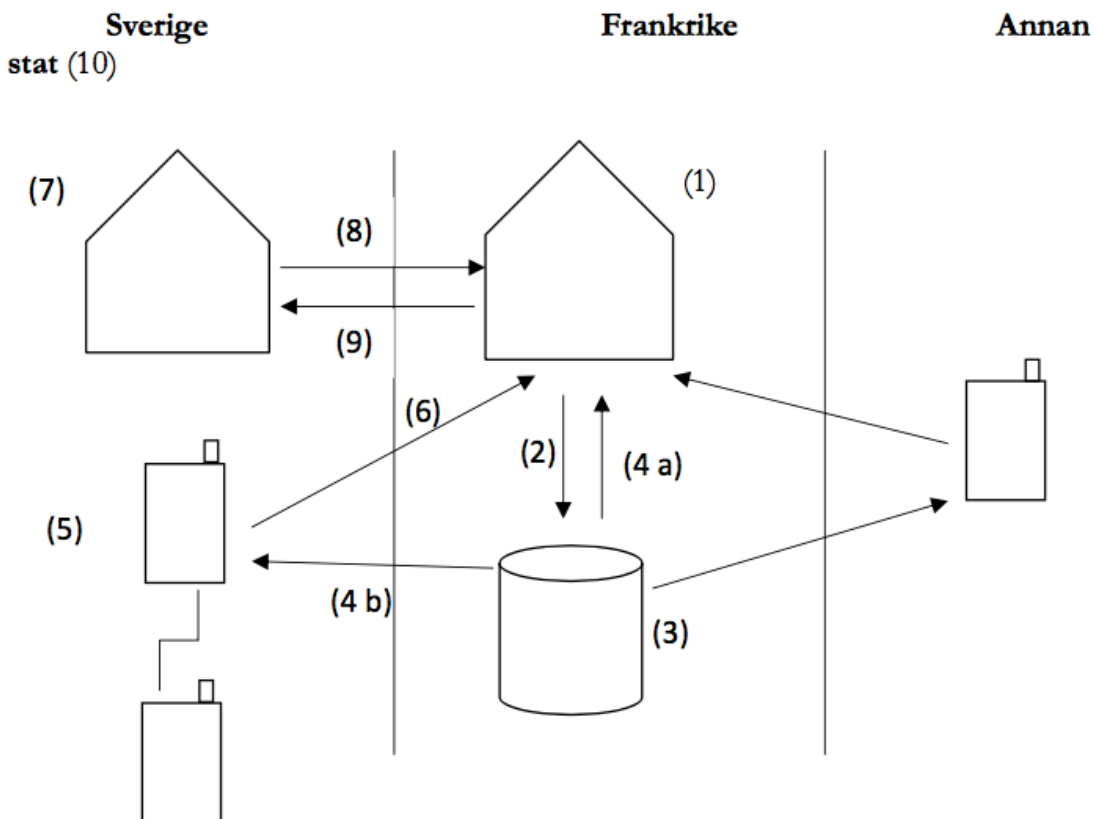 Sverige Frankrike Annan
stat (10)
(7)
(1)
(8)
(9)
(6)
(2)
(4 a)
(5)
(4 b)
(3)